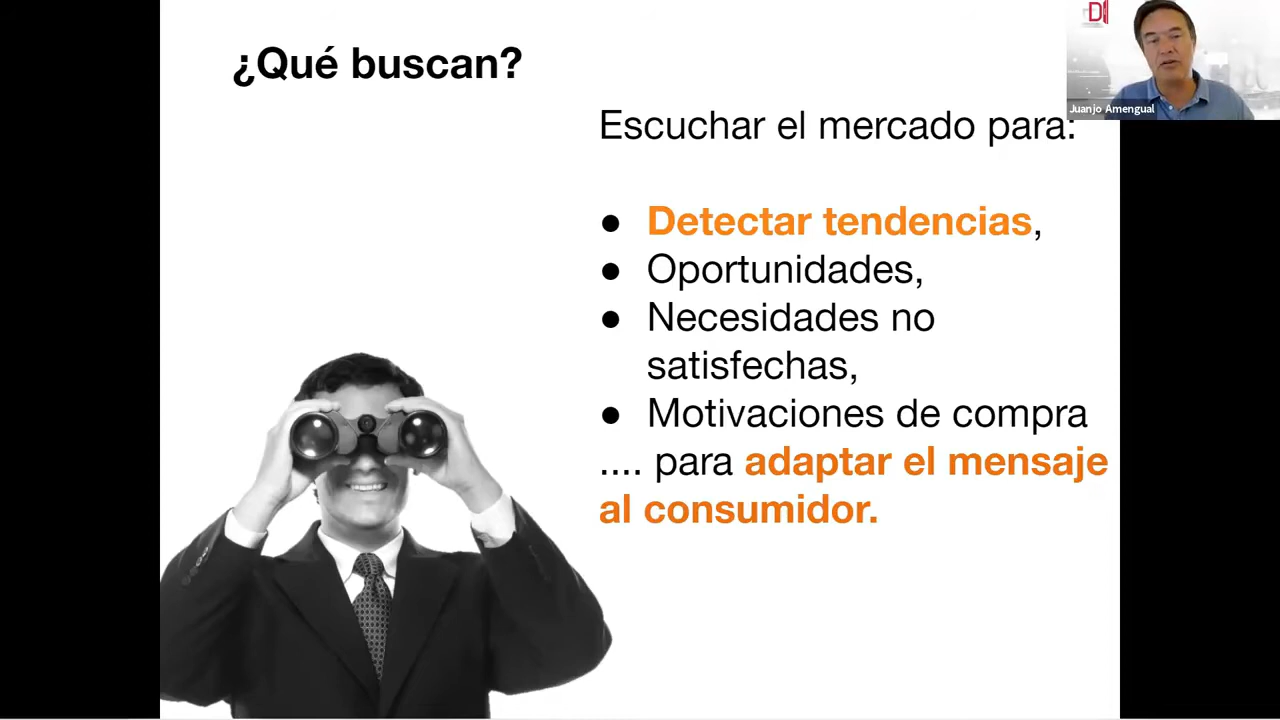 ¿Qué buscan?
Juanjo Amengual
Escuchar el mercado para:
● Detectar tendencias,
● Oportunidades,
● Necesidades no
satisfechas,
● Motivaciones de compra
.... para adaptar el mensaje
al consumidor.